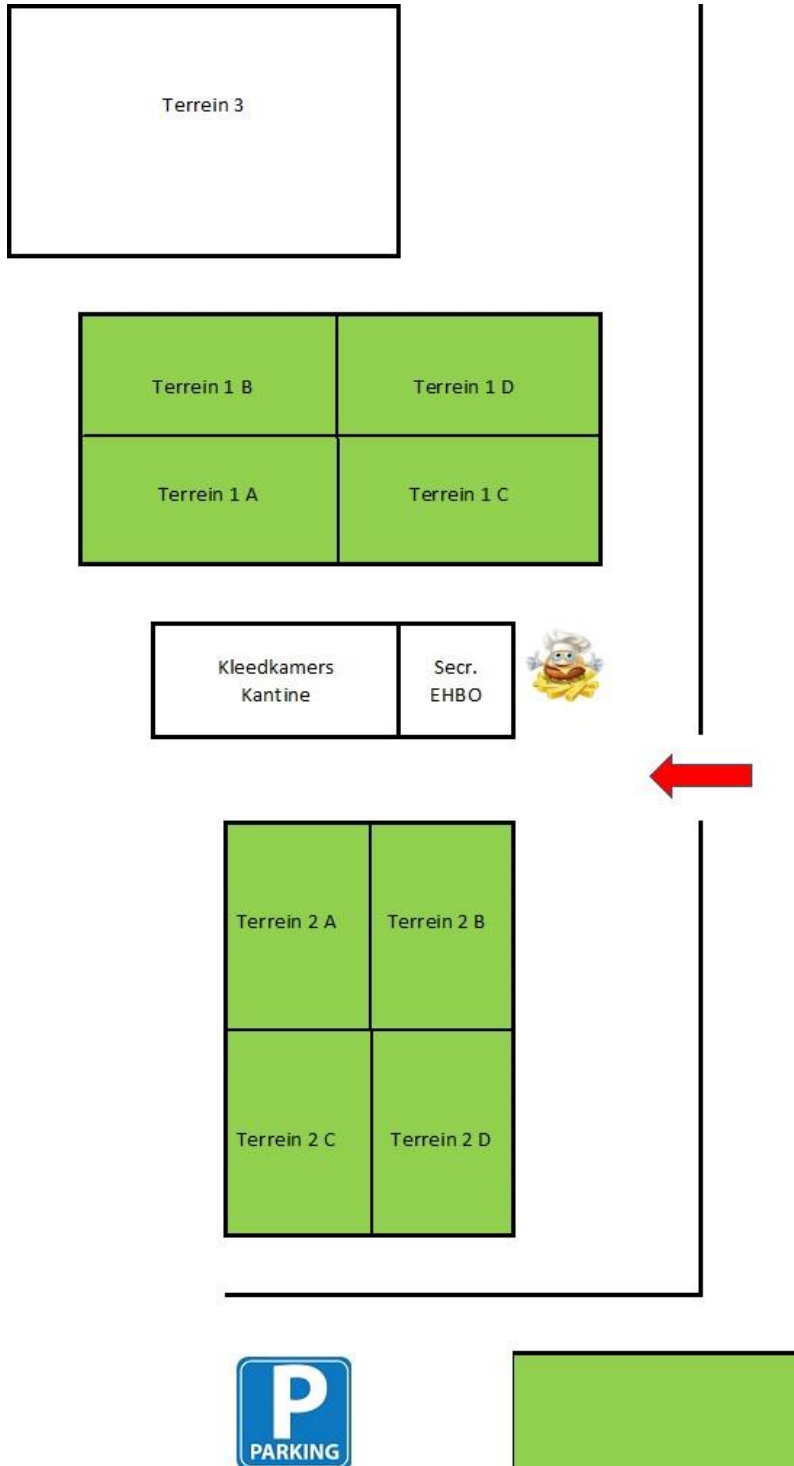 Terrein 3
Terrein 1 B
Terrein 1 D
Terrein 1 A
Terrein 1 C
Kleedkamers
Kantine
Secr.
EHBO
Terrein 2 A
Terrein 2 B
Terrein 2 C
Terrein 2 D
P
PARKING